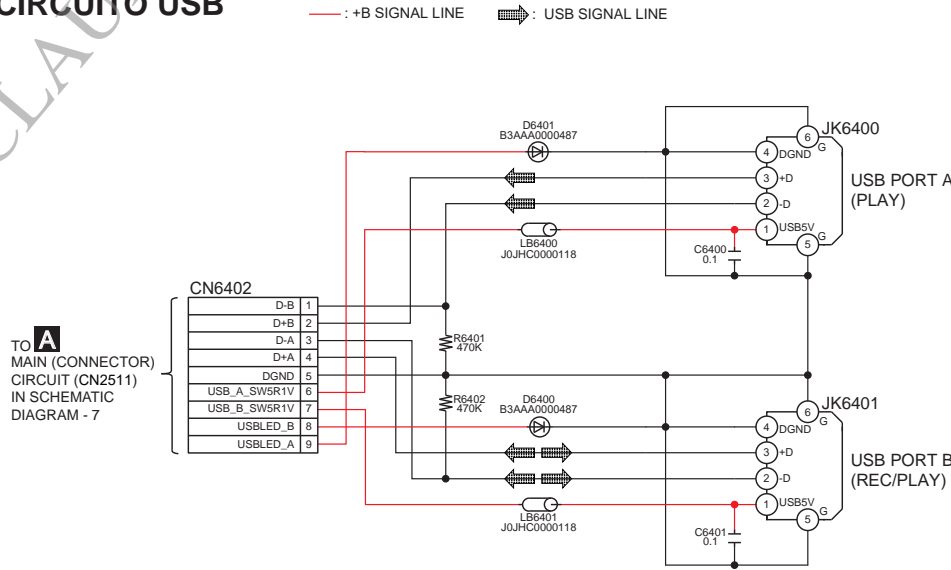 CIRCUITO USB
: +B SIGNAL LINE
: USB SIGNAL LINE
CLAU
D6401
B3AAA0000487
JK6400
6
G
4
DGND
3
+D
2
-D
1
USB5V
5
G
USB PORT A
(PLAY)
LB6400
J0JHC0000118
C6400
0.1
CN6402
D-B 1
D+B 2
D-A 3
D+A 4
DGND 5
USB_A_SW5R1V 6
USB_B_SW5R1V 7
USBLED_B 8
USBLED_A 9
TO A
MAIN (CONNECTOR)
CIRCUIT (CN2511)
IN SCHEMATIC
DIAGRAM - 7
R6401
470K
R6402
470K
D6400
B3AAA0000487
JK6401
6
G
4
DGND
3
+D
2
-D
1
USB5V
5
G
USB PORT B
(REC/PLAY)
LB6401
J0JHC0000118
C6401
0.1